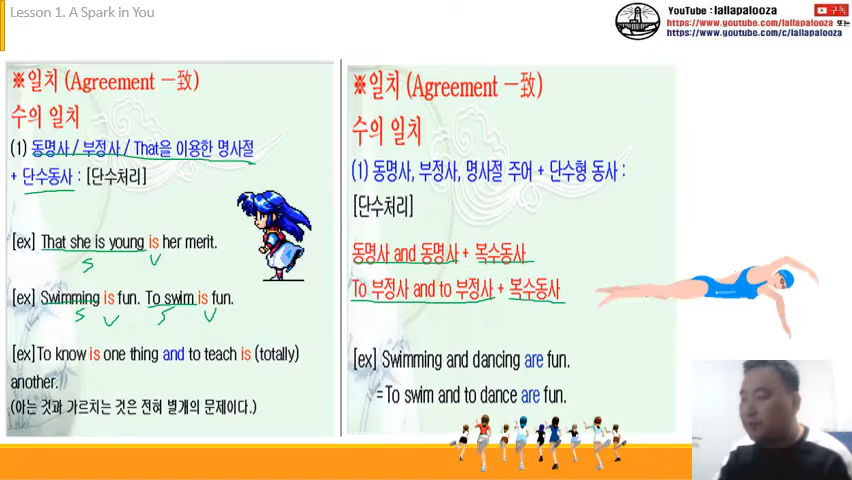 Lesson 1. A Spark in You
YouTube : lallapalooza
구독
https://www.youtube.com/lallapalooza 또는
https://www.youtube.com/c/lallapalooza
※일치 (Agreement 一致)
수의 일치
(1) 동명사 / 부정사 / That을 이용한 명사절
+ 단수동사 : [단수처리]
[ex] That she is young is her merit.
S V
[ex] Swimming is fun. To swim is fun.
S V S V
[ex]To know is one thing and to teach is (totally)
another.
(아는 것과 가르치는 것은 전혀 별개의 문제이다.)
※일치 (Agreement 一致)
수의 일치
(1) 동명사, 부정사, 명사절 주어 + 단수형 동사 :
[단수처리]
동명사 and 동명사 + 복수동사
To 부정사 and to 부정사 + 복수동사
[ex] Swimming and dancing are fun.
=To swim and to dance are fun.